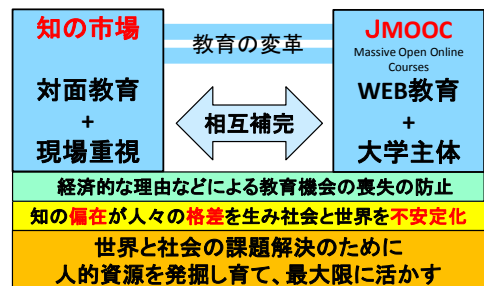 知の市場
対面教育
+
現場重視
教育の変革
相互補完
JMOOC
Massive Open Online
Courses
WEB教育
+
大学主体
経済的な理由などによる教育機会の喪失の防止
知の偏在が人々の格差を生み社会と世界を不安定化
世界と社会の課題解決のために
人的資源を発掘し育て、最大限に活かす